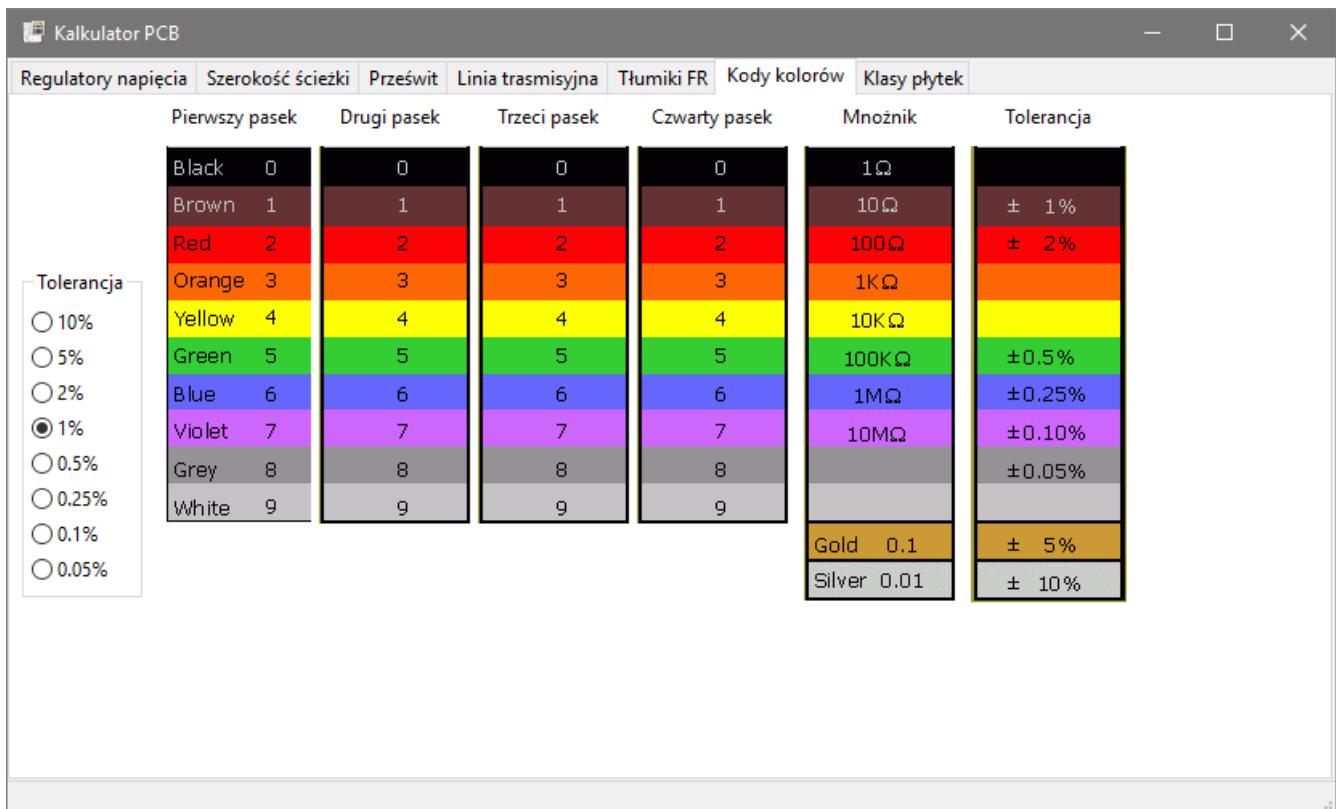 Kalkulator PCB
Regulatory napięcia Szerokość ścieżki Prześwit Linia trasmisyjna Tłumiki FR Kody kolorów Klasy płytek
Pierwszy pasek Drugi pasek Trzeci pasek Czwarty pasek Mnożnik Tolerancja
Black 0 0 0 0 1Ω
Brown 1 1 1 1 10Ω ± 1%
Red 2 2 2 2 100Ω ± 2%
Tolerancja
Orange 3 3 3 3 1KΩ
10%
Yellow 4 4 4 4 10KΩ
5%
Green 5 5 5 5 100KΩ ±0.5%
2%
Blue 6 6 6 6 1MΩ ±0.25%
1%
Violet 7 7 7 7 10MΩ ±0.10%
0.5%
Grey 8 8 8 8 ±0.05%
0.25%
White 9 9 9 9
0.1%
Gold 0.1 ± 5%
0.05%
Silver 0.01 ± 10%